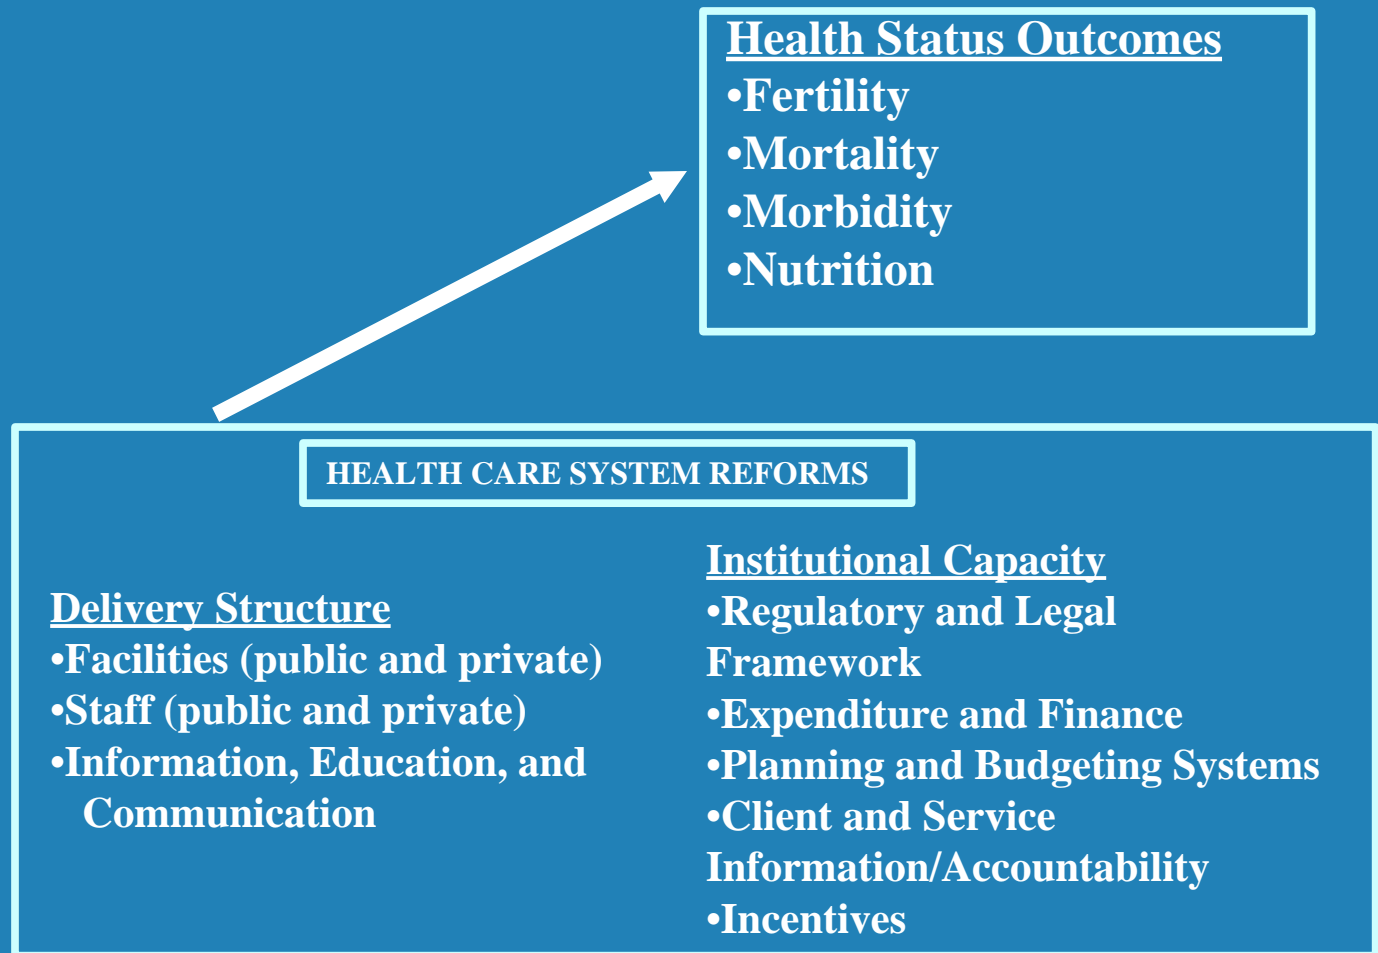 Health Status Outcomes
•Fertility
•Mortality
•Morbidity
•Nutrition
HEALTH CARE SYSTEM REFORMS
Delivery Structure
•Facilities (public and private)
•Staff (public and private)
•Information, Education, and
Communication
Institutional Capacity
•Regulatory and Legal
Framework
•Expenditure and Finance
•Planning and Budgeting Systems
•Client and Service
Information/Accountability
•Incentives